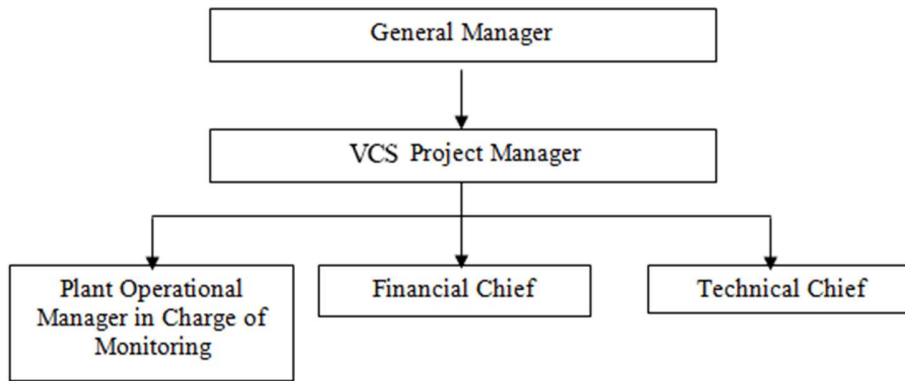 General Manager
VCS Project Manager
Plant Operational
Manager in Charge of
Monitoring
Financial Chief
Technical Chief